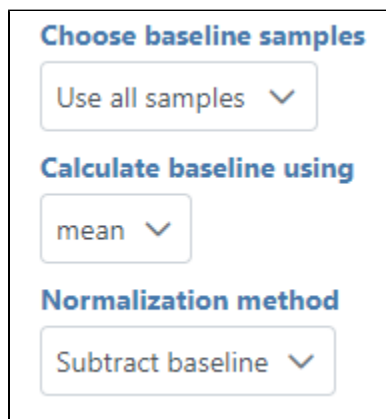 Choose baseline samples
Use all samples
Calculate baseline using
mean
Normalization method
Subtract baseline